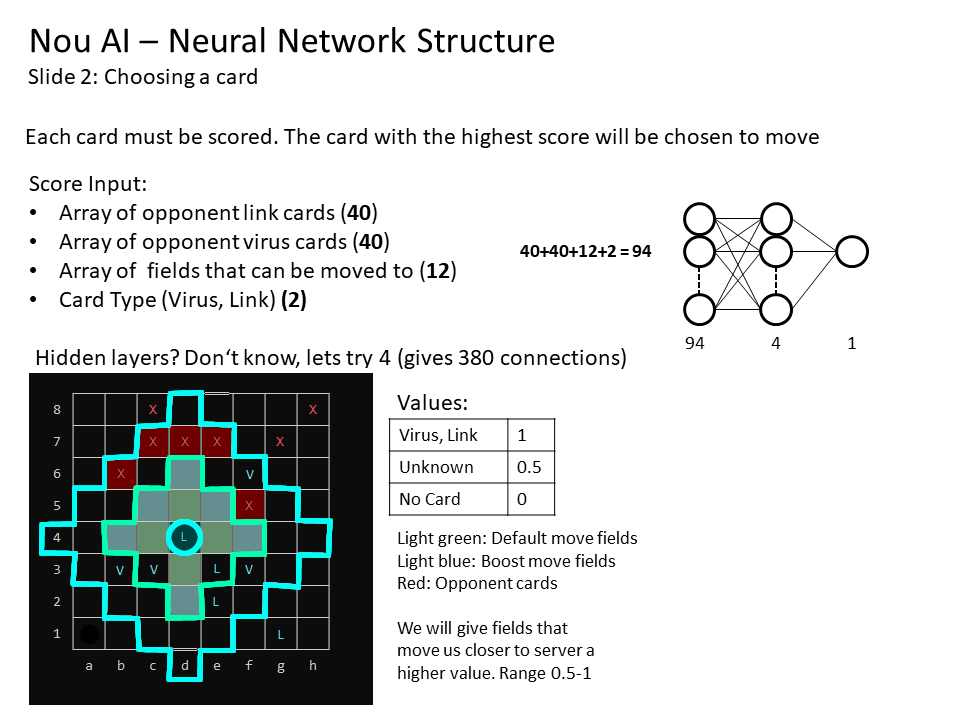 Nou AI – Neural Network Structure
Slide 2: Choosing a card
Each card must be scored. The card with the highest score will be chosen to move
Score Input:
• Array of opponent link cards (40)
• Array of opponent virus cards (40)
• Array of  fields that can be moved to (12)
• Card Type (Virus, Link) (2)
40+40+12+2 = 94
94 4 1
Hidden layers? Don‘t know, lets try 4 (gives 380 connections)
8 X X
7 X X X X
6 X V
5 X
4 L
3 V V L V
2 L
1 L
a b c d e f g h
Values:
Virus, Link 1
Unknown 0.5
No Card 0
Light green: Default move fields
Light blue: Boost move fields
Red: Opponent cards
We will give fields that
move us closer to server a
higher value. Range 0.5-1